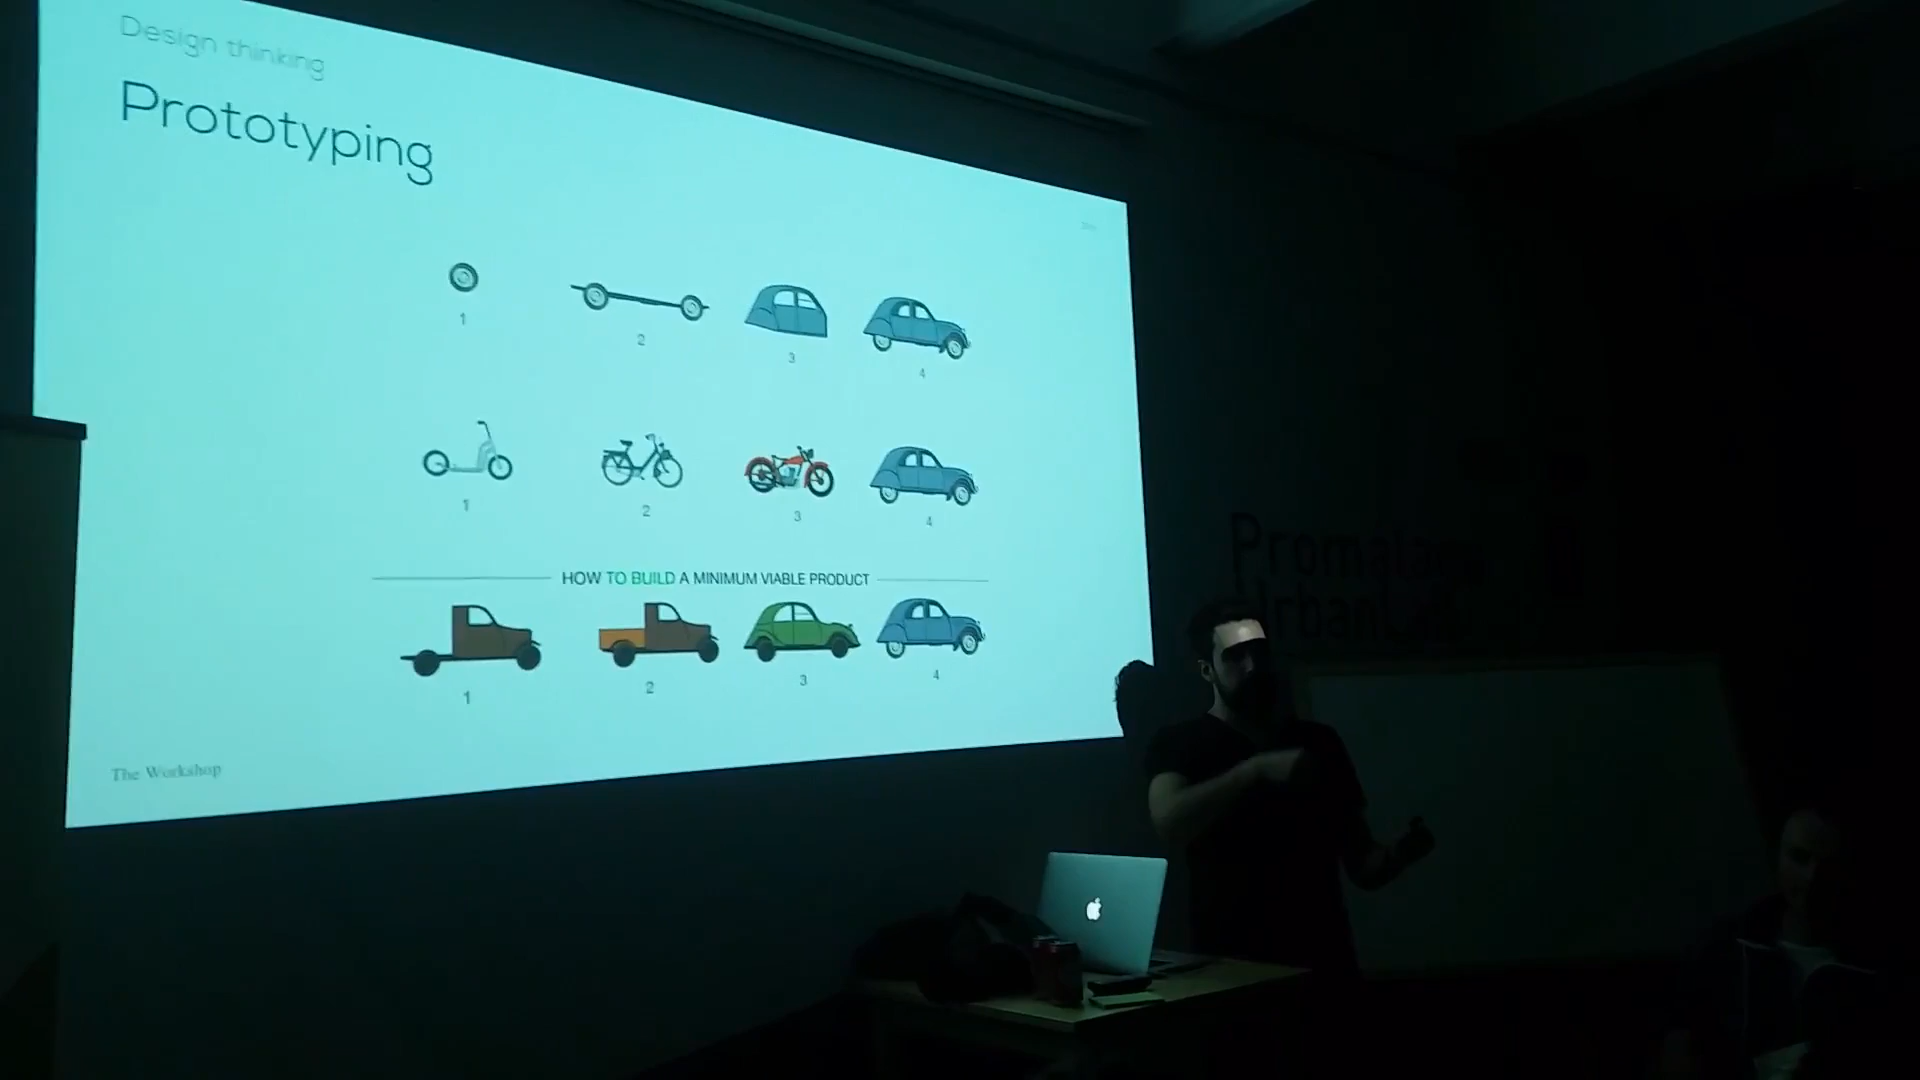 Design thinking
Prototyping
1 2 3 4
1 2 3 4
HOW TO BUILD A MINIMUM VIABLE PRODUCT
1 2 3 4
The Workshop